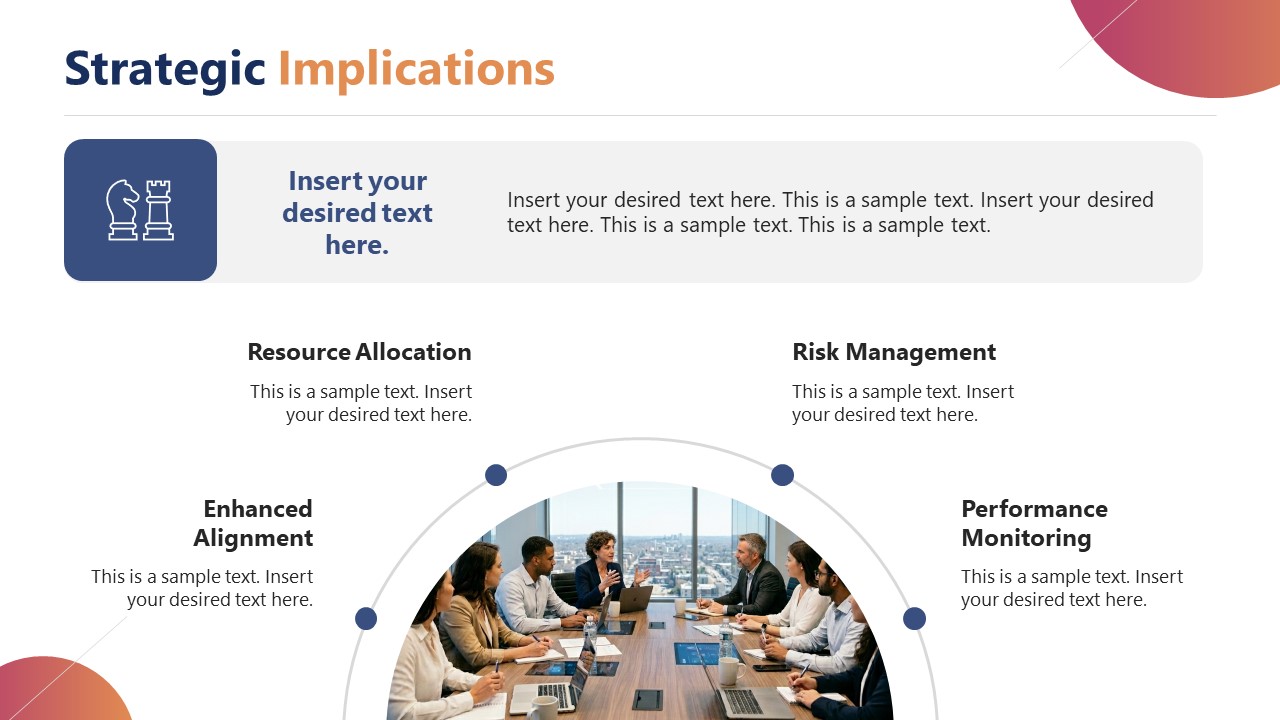 Strategic Implications
Insert your
desired text
here.
Insert your desired text here. This is a sample text. Insert your desired
text here. This is a sample text. This is a sample text.
Resource Allocation
This is a sample text. Insert
your desired text here.
Risk Management
This is a sample text. Insert
your desired text here.
Enhanced
Alignment
This is a sample text. Insert
your desired text here.
Performance
Monitoring
This is a sample text. Insert
your desired text here.